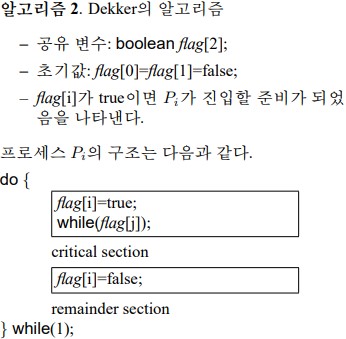 알고리즘 2. Dekker의 알고리즘
– 공유 변수: boolean flag[2];
– 초기값: flag[0]=flag[1]=false;
– flag[i]가 true이면 Pi가 진입할 준비가 되었
음을 나타낸다.
프로세스 Pi의 구조는 다음과 같다.
do {
flag[i]=true;
while(flag[j]);
critical section
flag[i]=false;
remainder section
} while(1);